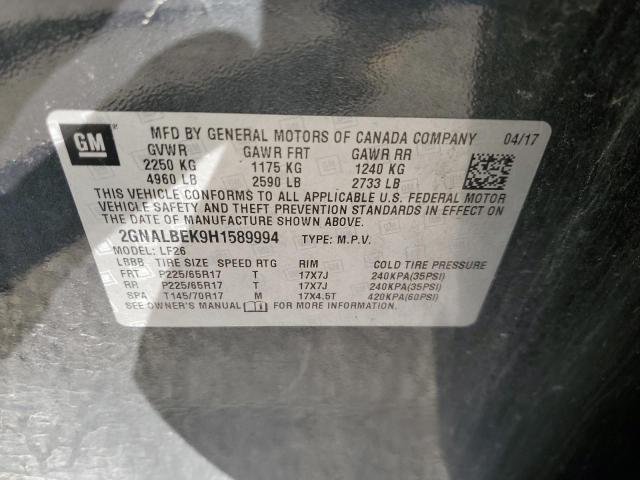 GM
MFD BY GENERAL MOTORS OF CANADA COMPANY 04/17
GVWR GAWR FRT GAWR RR
2250 KG 1175 KG 1240 KG
4960 LB 2590 LB 2733 LB
THIS VEHICLE CONFORMS TO ALL APPLICABLE U.S. FEDERAL MOTOR
VEHICLE SAFETY AND THEFT PREVENTION STANDARDS IN EFFECT ON
THE DATE OF MANUFACTURE SHOWN ABOVE.
2GNALBEK9H1589994 TYPE: M.P.V.
MODEL: LF26
LBBB TIRE SIZE SPEED RTG RIM COLD TIRE PRESSURE
FRT P225/65R17 T 17X7J 240KPA(35PSI)
RR P225/65R17 T 17X7J 240KPA(35PSI)
SPA T145/70R17 M 17X4.5T 420KPA(60PSI)
SEE OWNER'S MANUAL FOR MORE INFORMATION